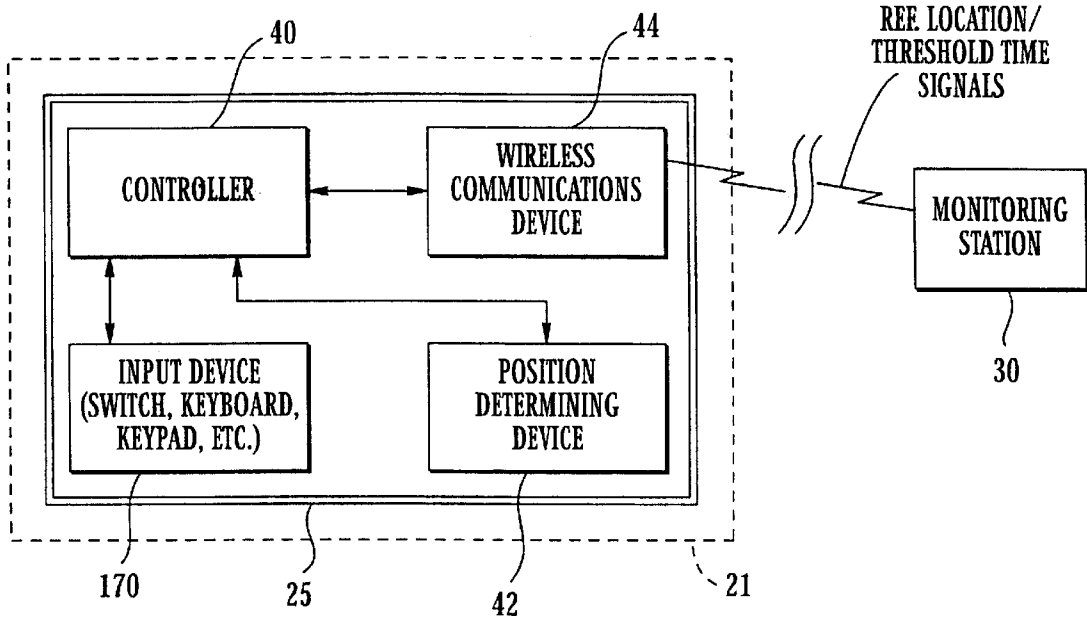 40
44
REF. LOCATION/
THRESHOLD TIME
SIGNALS
CONTROLLER
WIRELESS
COMMUNICATIONS
DEVICE
MONITORING
STATION
30
INPUT DEVICE
(SWITCH, KEYBOARD,
KEYPAD, ETC.)
POSITION
DETERMINING
DEVICE
170
25
42
21